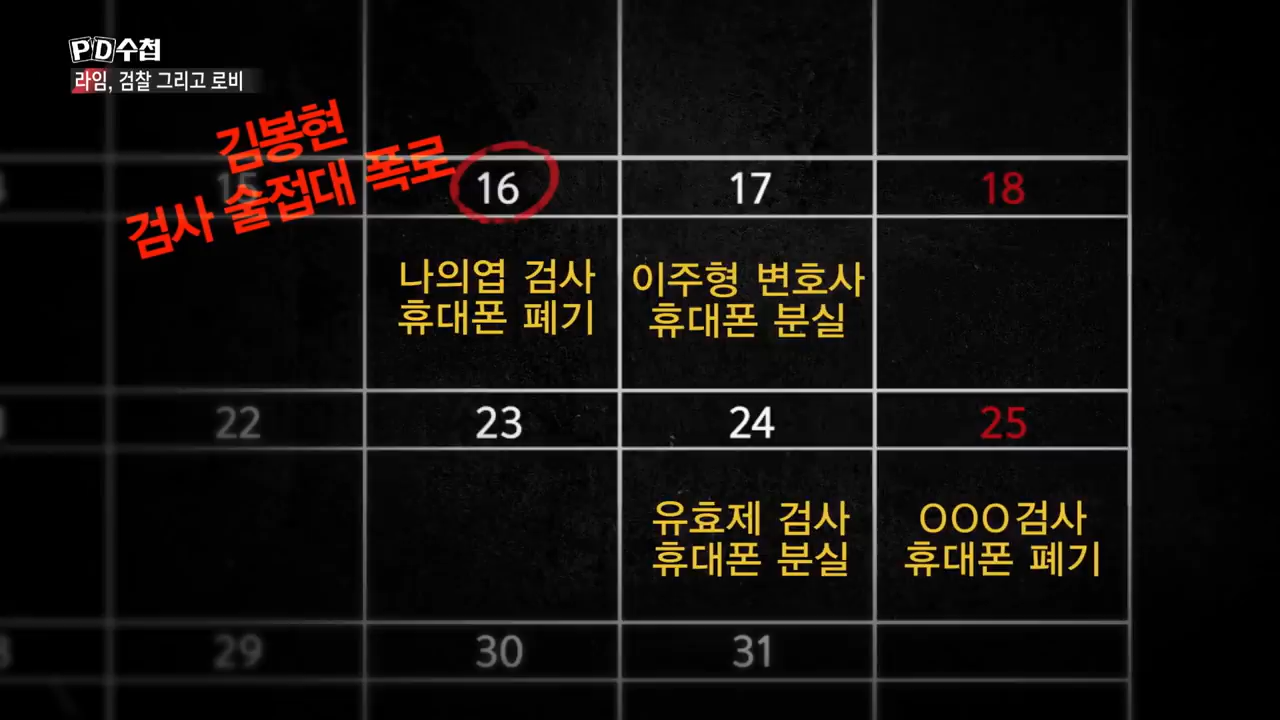 PD수첩
라임, 검찰 그리고 로비
김봉현
검사 술접대 폭로
15
16
17
18
나의엽 검사
휴대폰 폐기
이주형 변호사
휴대폰 분실
22
23
24
25
유효제 검사
휴대폰 분실
OOO검사
휴대폰 폐기
29
30
31